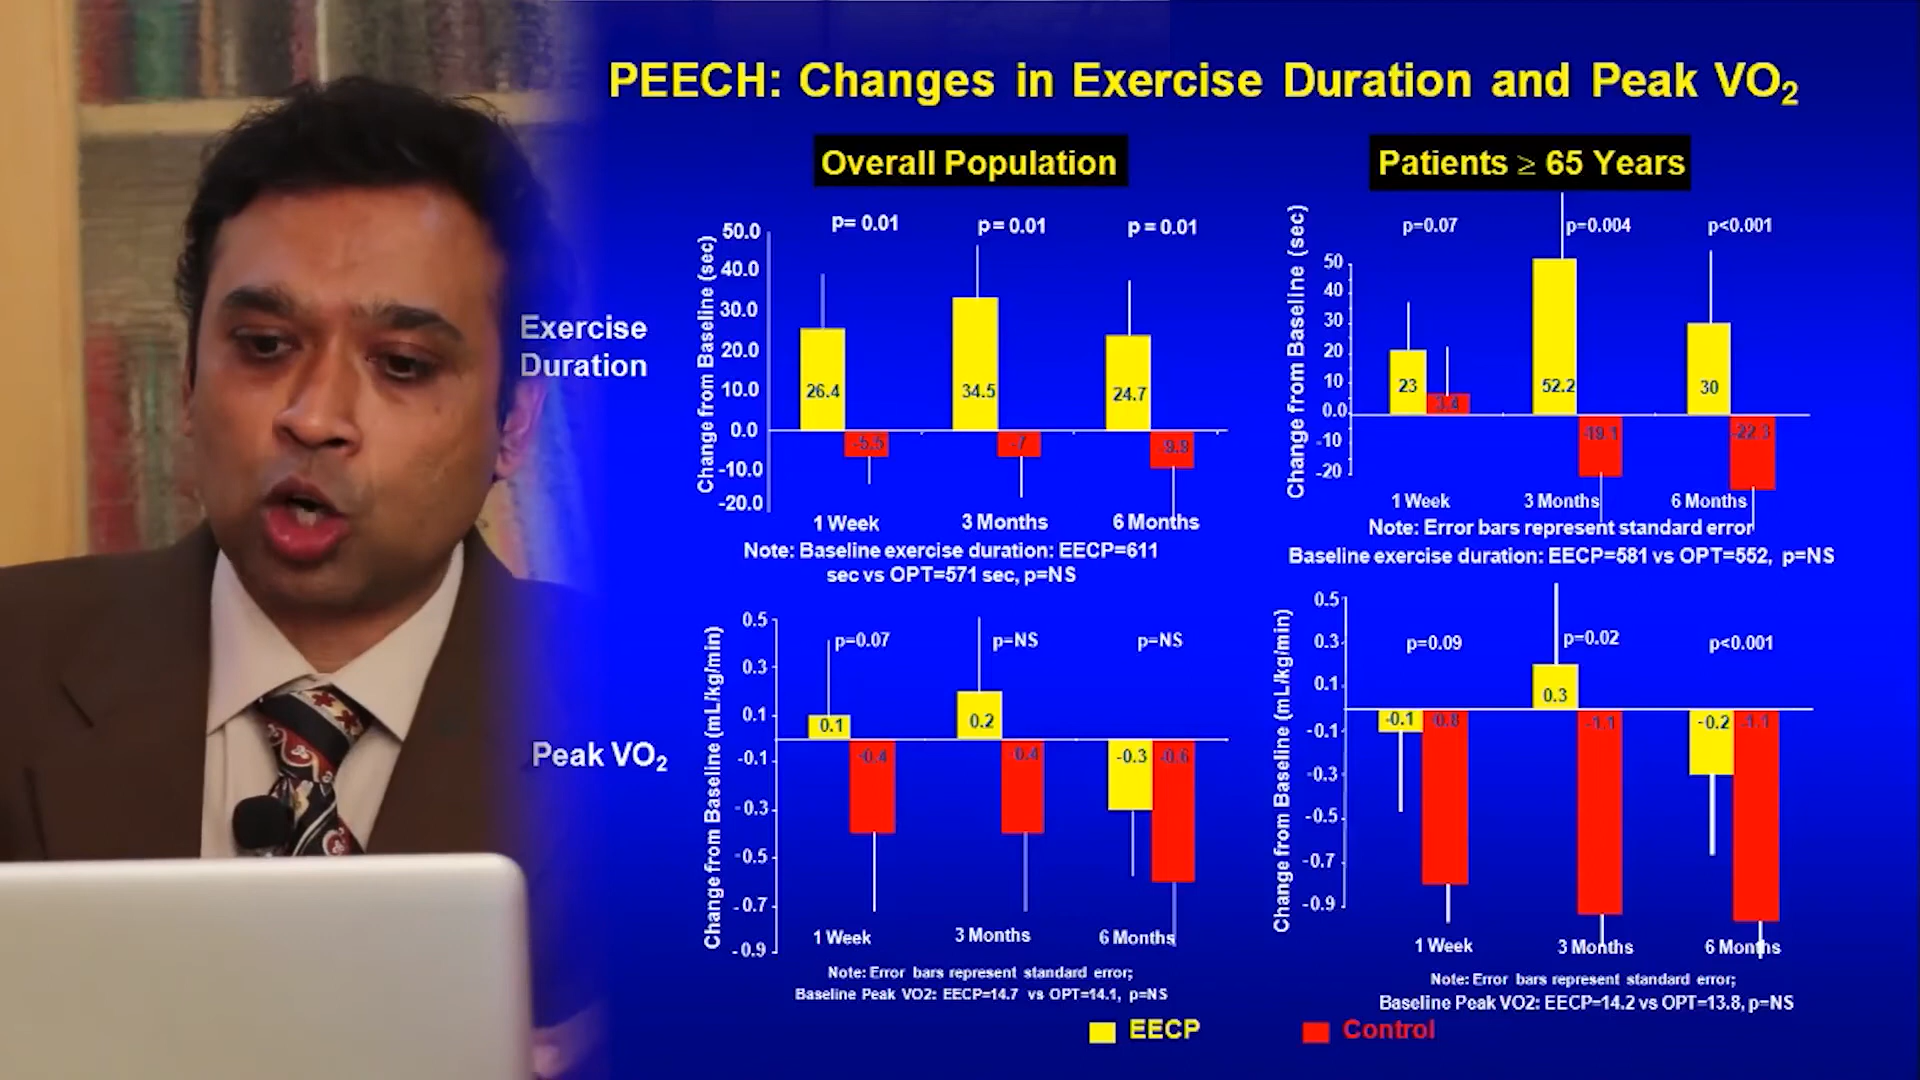 PEECH: Changes in Exercise Duration and Peak VO₂
Overall Population
Patients ≥ 65 Years
Exercise
Duration
Change from Baseline (sec)
50.0
40.0
30.0
20.0
10.0
0.0
-10.0
-20.0
p= 0.01
p= 0.01
p= 0.01
26.4
-5.5
34.5
-7
24.7
-9.9
1 Week
3 Months
6 Months
Note: Baseline exercise duration: EECP=611
sec vs OPT=571 sec, p=NS
Change from Baseline (sec)
50
40
30
20
10
0.0
-10
-20
p=0.07
p=0.004
p<0.001
23
3.4
52.2
-19.1
30
-22.3
1 Week
3 Months
6 Months
Note: Error bars represent standard error
Baseline exercise duration: EECP=581 vs OPT=552, p=NS
Peak VO₂
Change from Baseline (mL/kg/min)
0.5
0.3
0.1
-0.1
-0.3
-0.5
-0.7
-0.9
p=0.07
p=NS
p=NS
0.1
-0.4
0.2
-0.4
-0.3
-0.6
1 Week
3 Months
6 Months
Note: Error bars represent standard error;
Baseline Peak VO2: EECP=14.7 vs OPT=14.1, p=NS
Change from Baseline (mL/kg/min)
0.5
0.3
0.1
-0.1
-0.3
-0.5
-0.7
-0.9
p=0.09
p=0.02
p<0.001
-0.1
-0.8
0.3
-1.1
-0.2
-1.1
1 Week
3 Months
6 Months
Note: Error bars represent standard error;
Baseline Peak VO2: EECP=14.2 vs OPT=13.8, p=NS
EECP
Control